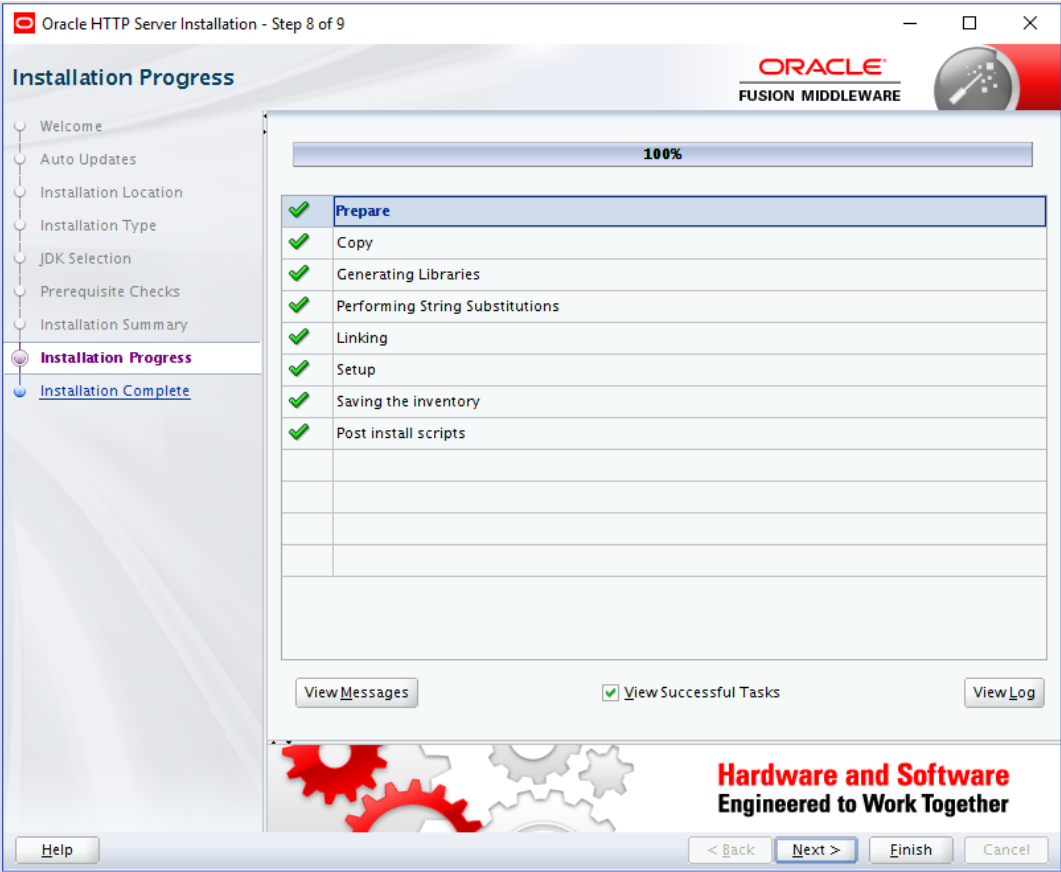 Oracle HTTP Server Installation - Step 8 of 9
Installation Progress
ORACLE
FUSION MIDDLEWARE
Welcome
Auto Updates
Installation Location
Installation Type
JDK Selection
Prerequisite Checks
Installation Summary
Installation Progress
Installation Complete
100%
Prepare
Copy
Generating Libraries
Performing String Substitutions
Linking
Setup
Saving the inventory
Post install scripts
View Messages
View Successful Tasks
View Log
Hardware and Software
Engineered to Work Together
Help
< Back
Next >
Finish
Cancel